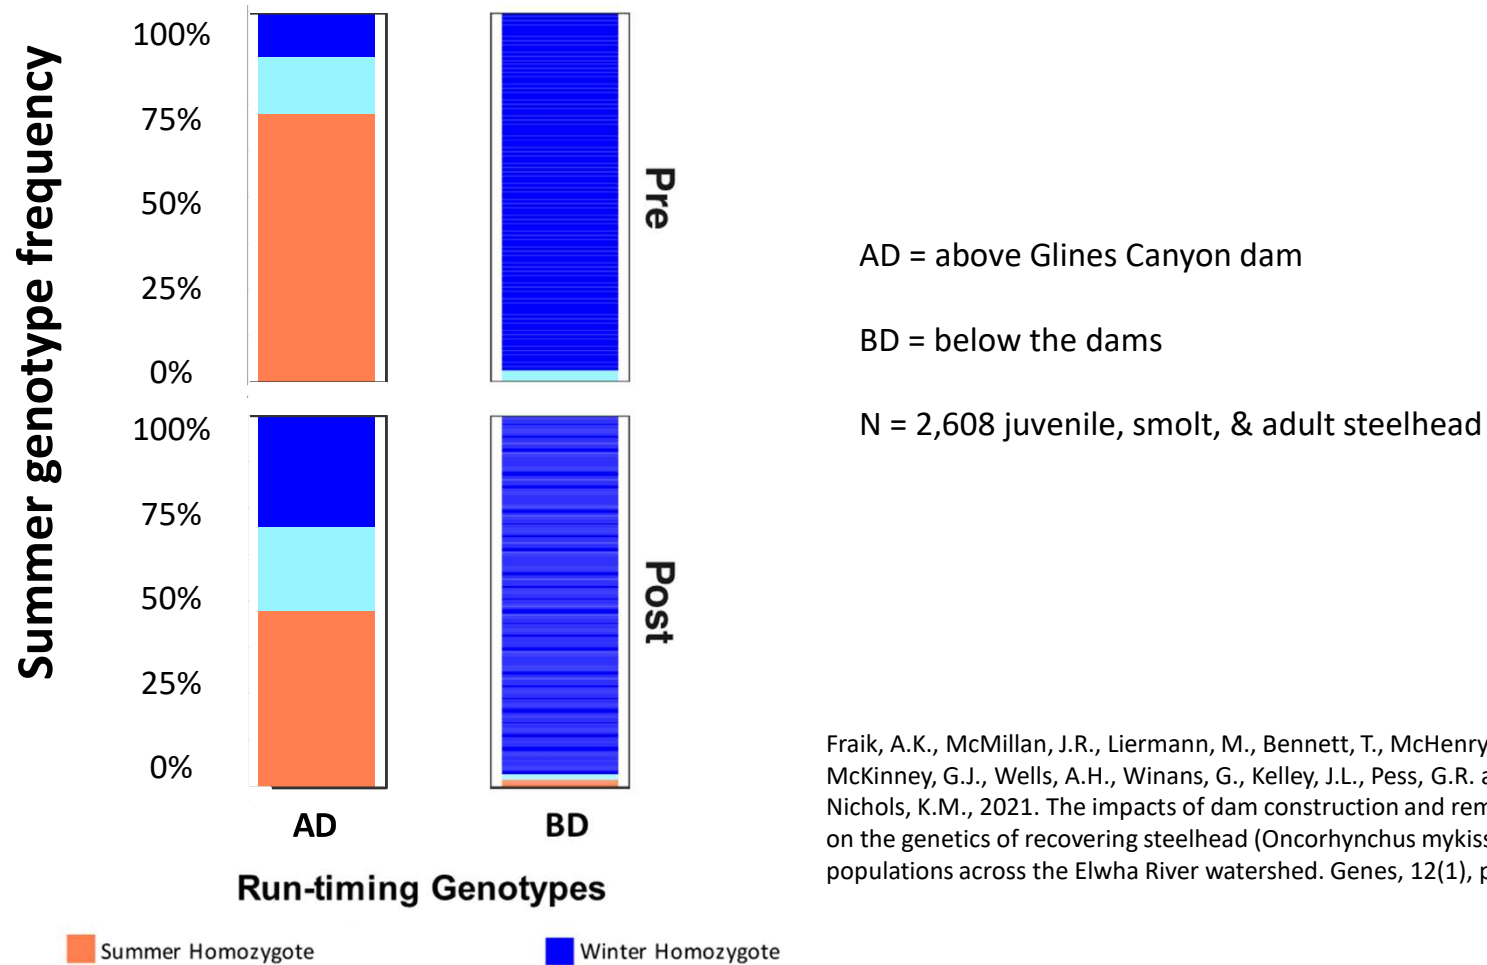 Summer genotype frequency
100%
75%
50%
25%
0%
Pre
100%
75%
50%
25%
0%
Post
AD
BD
Run-timing Genotypes
Summer Homozygote
Winter Homozygote
AD = above Glines Canyon dam
BD = below the dams
N = 2,608 juvenile, smolt, & adult steelhead
Fraik, A.K., McMillan, J.R., Liermann, M., Bennett, T., McHenry
McKinney, G.J., Wells, A.H., Winans, G., Kelley, J.L., Pess, G.R. a
Nichols, K.M., 2021. The impacts of dam construction and rem
on the genetics of recovering steelhead (Oncorhynchus mykiss
populations across the Elwha River watershed. Genes, 12(1), p